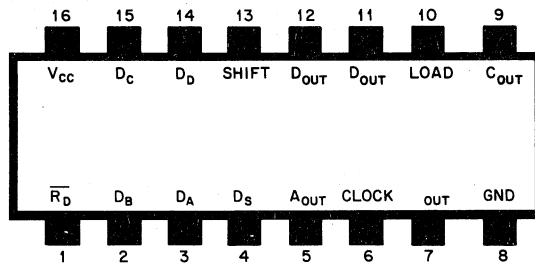 16 15 14 13 12 11 10 9
VCC DC DD SHIFT DOUT DOUT LOAD COUT
R̅D̅ DB DA DS AOUT CLOCK OUT GND
1 2 3 4 5 6 7 8